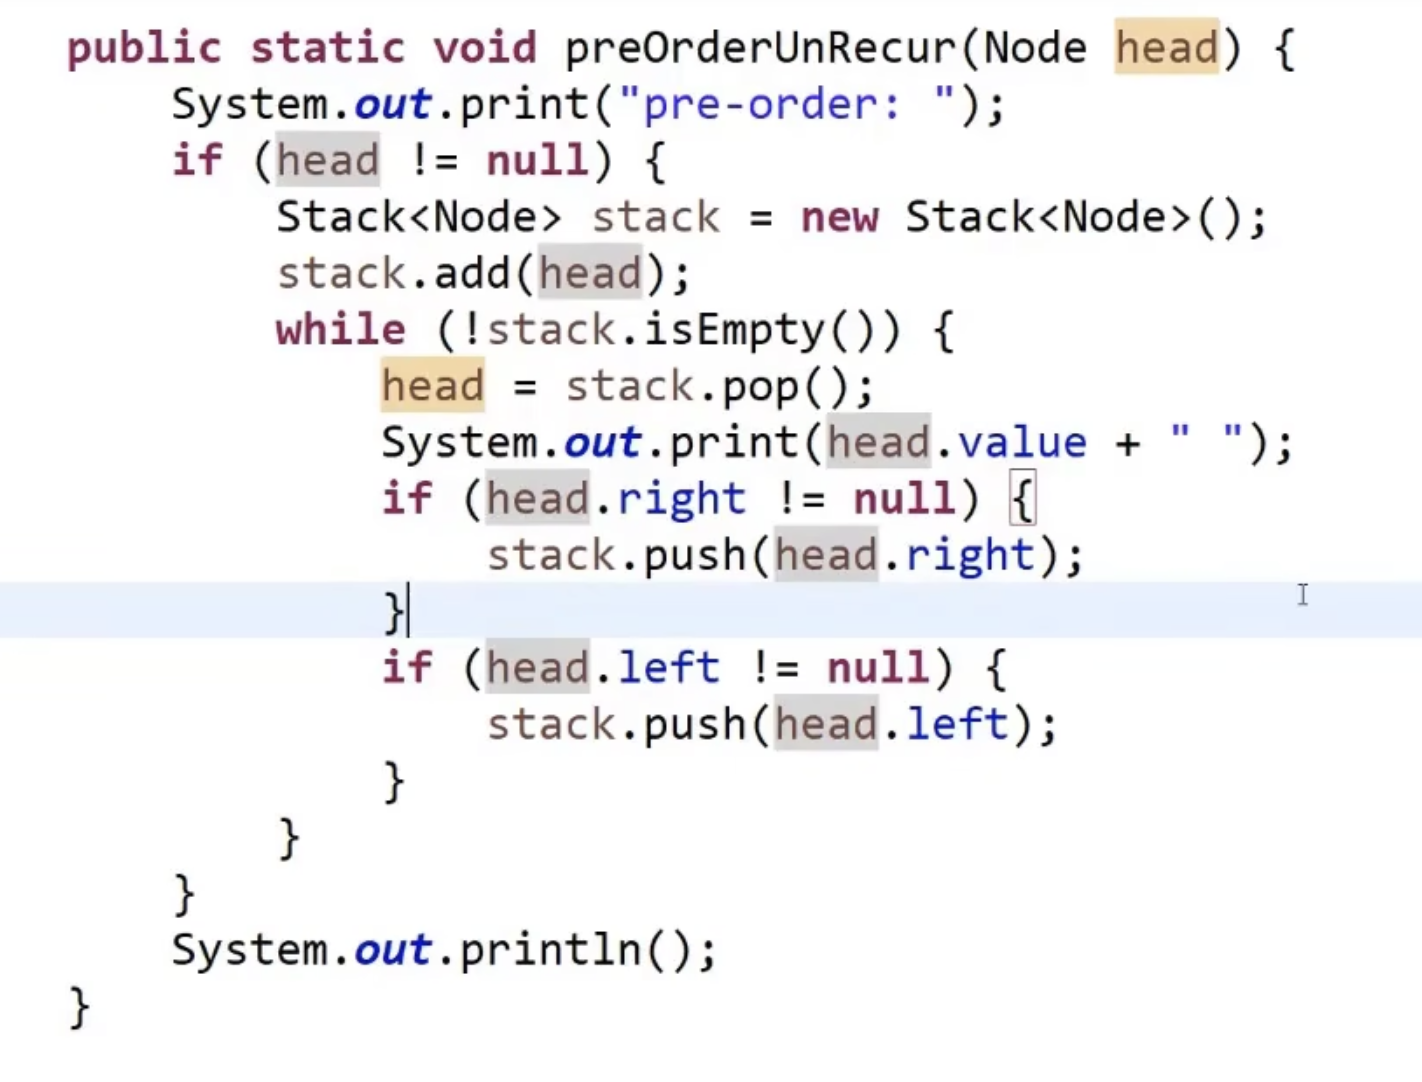 public static void preOrderUnRecur(Node head) {
    System.out.print("pre-order: ");
    if (head != null) {
        Stack<Node> stack = new Stack<Node>();
        stack.add(head);
        while (!stack.isEmpty()) {
            head = stack.pop();
            System.out.print(head.value + " ");
            if (head.right != null) {
                stack.push(head.right);
            }
            if (head.left != null) {
                stack.push(head.left);
            }
        }
    }
    System.out.println();
}